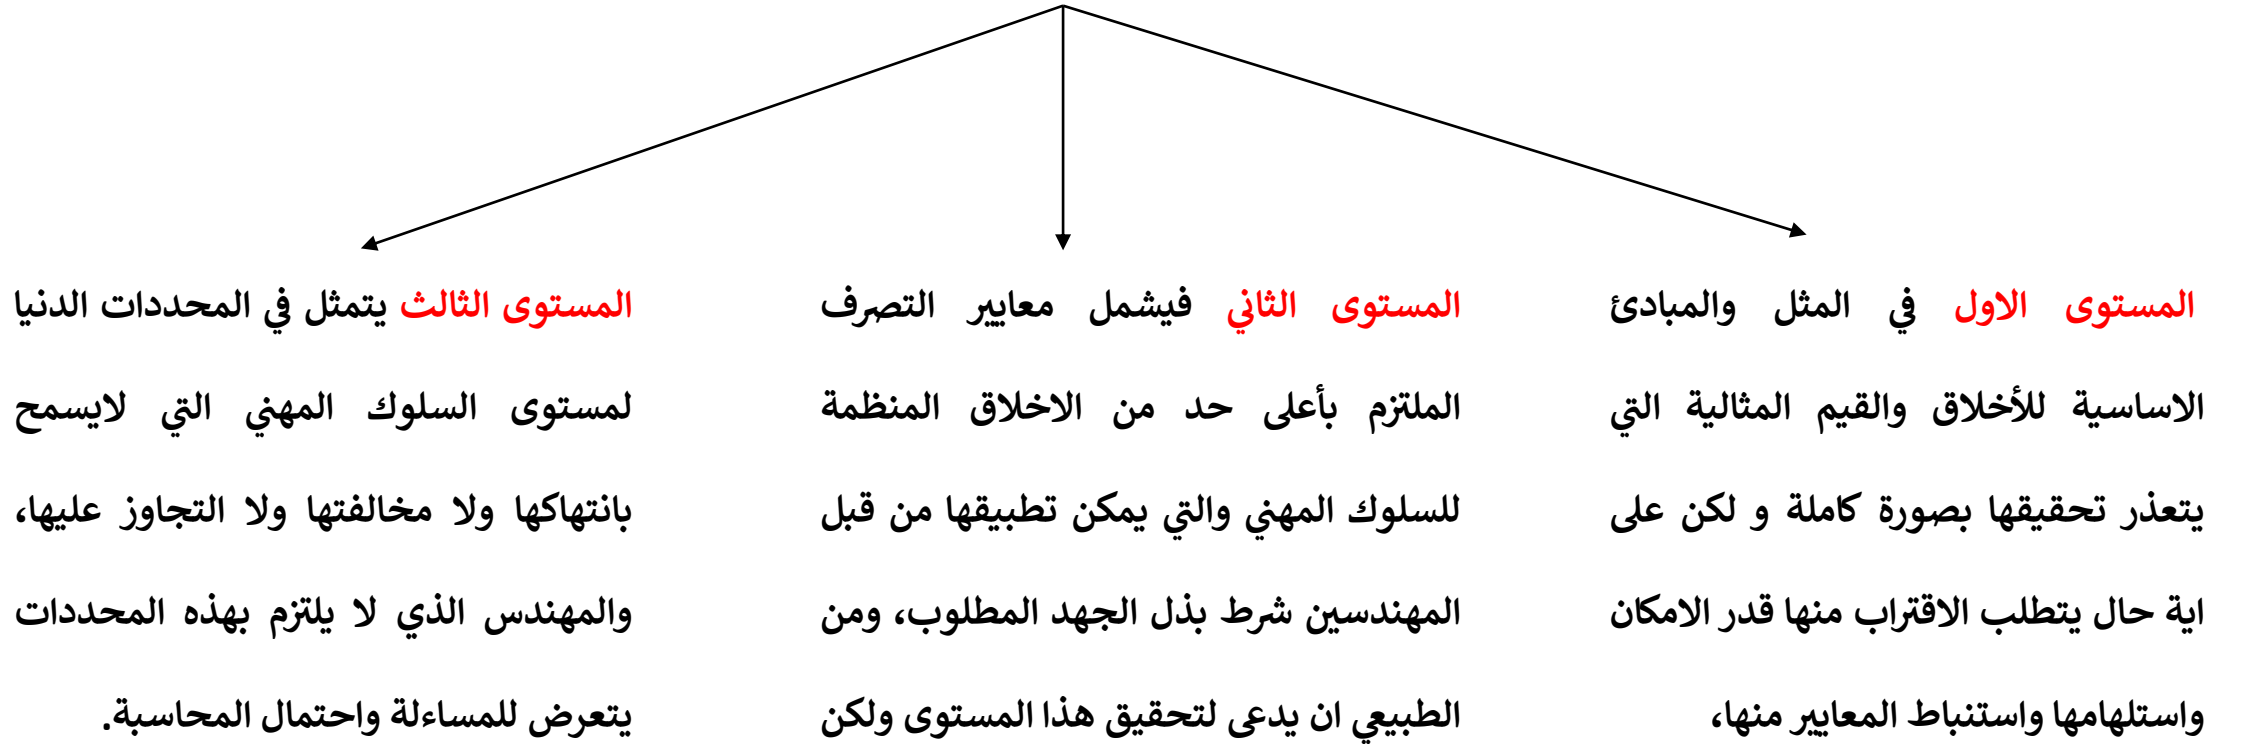 المستوى الاول في المثل والمبادئ
الاساسية للأخلاق والقيم المثالية التي
يتعذر تحقيقها بصورة كاملة و لكن على
اية حال يتطلب الاقتراب منها قدر الامكان
واستلهامها واستنباط المعايير منها،
المستوى الثاني فيشمل معايير التصرف
الملتزم بأعلى حد من الاخلاق المنظمة
للسلوك المهني والتي يمكن تطبيقها من قبل
المهندسين شرط بذل الجهد المطلوب، ومن
الطبيعي ان يدعى لتحقيق هذا المستوى ولكن
المستوى الثالث يتمثل في المحددات الدنيا
لمستوى السلوك المهني التي لايسمح
بانتهاكها ولا مخالفتها ولا التجاوز عليها،
والمهندس الذي لا يلتزم بهذه المحددات
يتعرض للمساءلة واحتمال المحاسبة.